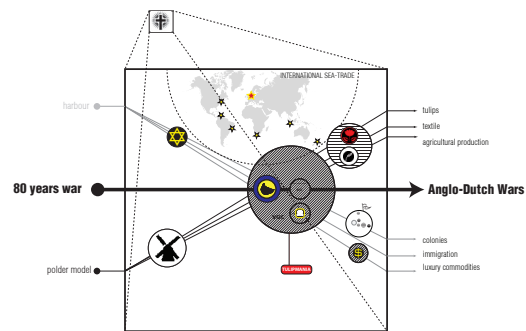 INTERNATIONAL SEA-TRADE
harbour
tulips
textile
agricultural production
80 years war
Anglo-Dutch Wars
TULIPMANIA
colonies
immigration
polder model
luxury commodities